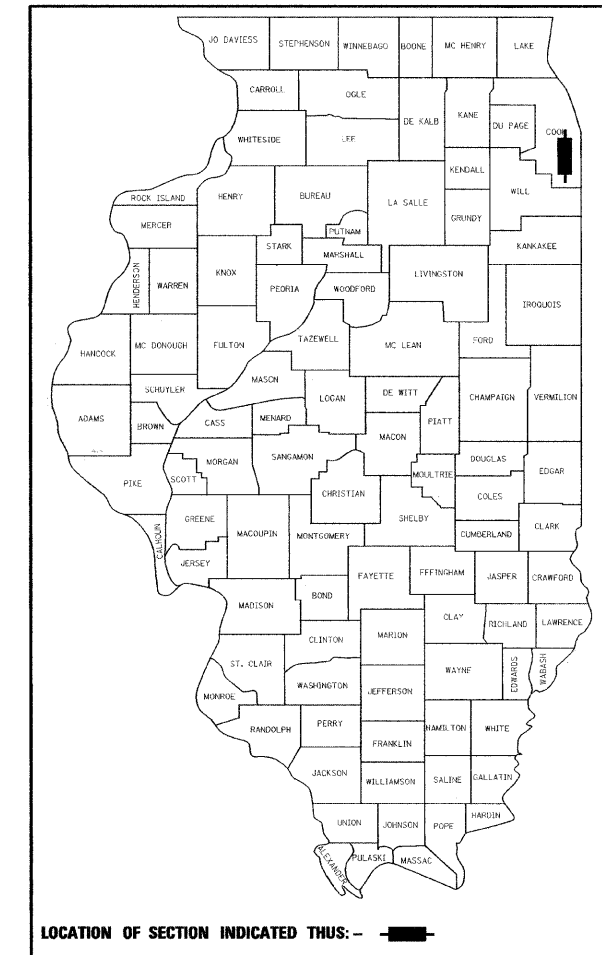 JO DAVIESS STEPHENSON WINNEBAGO BOONE MC HENRY LAKE
CARROLL OGLE DE KALB KANE DU PAGE COOK
WHITESIDE LEE
KENDALL WILL
ROCK ISLAND HENRY BUREAU LA SALLE GRUNDY
MERCER PUTNAM
STARK MARSHALL KANKAKEE
HENDERSON WARREN KNOX PEORIA WOODFORD LIVINGSTON IROQUOIS
HANCOCK MC DONOUGH FULTON TAZEWELL MC LEAN FORD
MASON
SCHUYLER LOGAN DE WITT CHAMPAIGN VERMILION
ADAMS BROWN CASS MENARD PIATT
MACON
PIKE SCOTT MORGAN SANGAMON MOULTRIE DOUGLAS EDGAR
CHRISTIAN COLES
CALHOUN GREENE MACOUPIN MONTGOMERY SHELBY CUMBERLAND CLARK
JERSEY FAYETTE EFFINGHAM JASPER CRAWFORD
MADISON BOND CLAY RICHLAND LAWRENCE
CLINTON MARION
ST. CLAIR WAYNE EDWARDS WABASH
WASHINGTON JEFFERSON
MONROE
RANDOLPH PERRY HAMILTON WHITE
FRANKLIN
JACKSON WILLIAMSON SALINE GALLATIN
HARDIN
UNION JOHNSON POPE
ALEXANDER PULASKI MASSAC
LOCATION OF SECTION INDICATED THUS: -